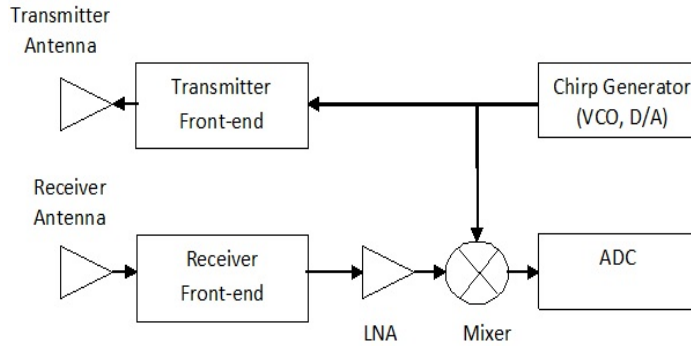 Transmitter
Antenna
Transmitter
Front-end
Chirp Generator
(VCO, D/A)
Receiver
Antenna
Receiver
Front-end
ADC
LNA
Mixer